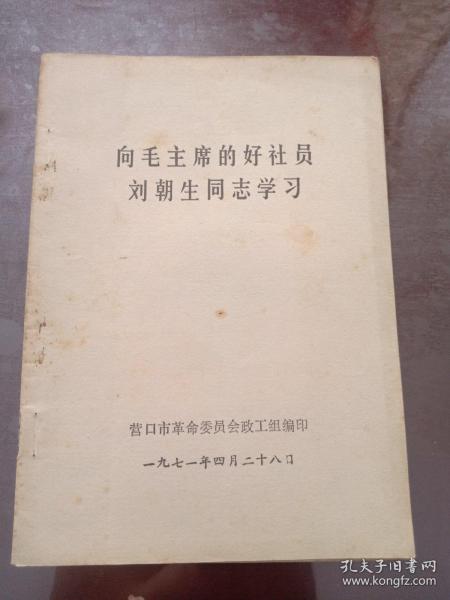 向毛主席的好社员
刘朝生同志学习
营口市革命委员会政工组编印
一九七一年四月二十八日
孔夫子旧书网
www.kongfz.com